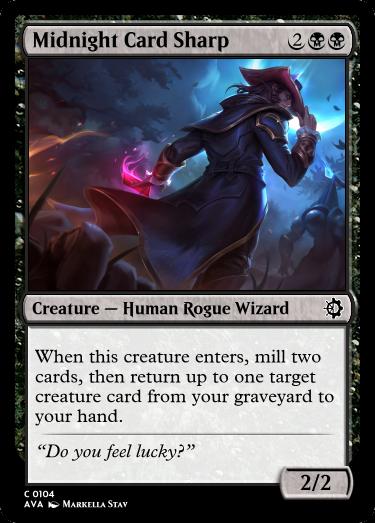 Midnight Card Sharp 2
Creature — Human Rogue Wizard
When this creature enters, mill two
cards, then return up to one target
creature card from your graveyard to
your hand.
“Do you feel lucky?”
2/2
C 0104
AVA Markella Stav